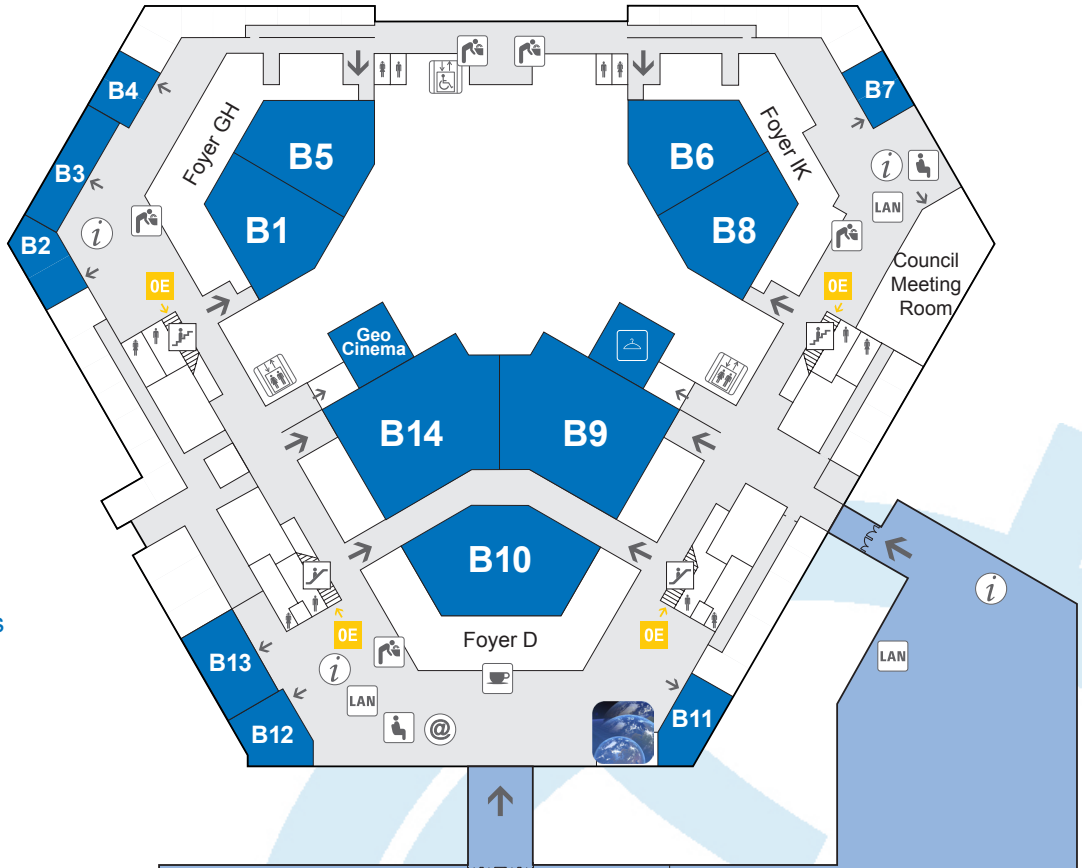 B4
B7
Foyer GH
B5
B6
Foyer IK
B3
i
LAN
B1
B8
B2
i
Council
Meeting
Room
0E
0E
Geo
Cinema
B14
B9
B10
i
s
LAN
Foyer D
0E
0E
B13
i
LAN
@
B12
B11